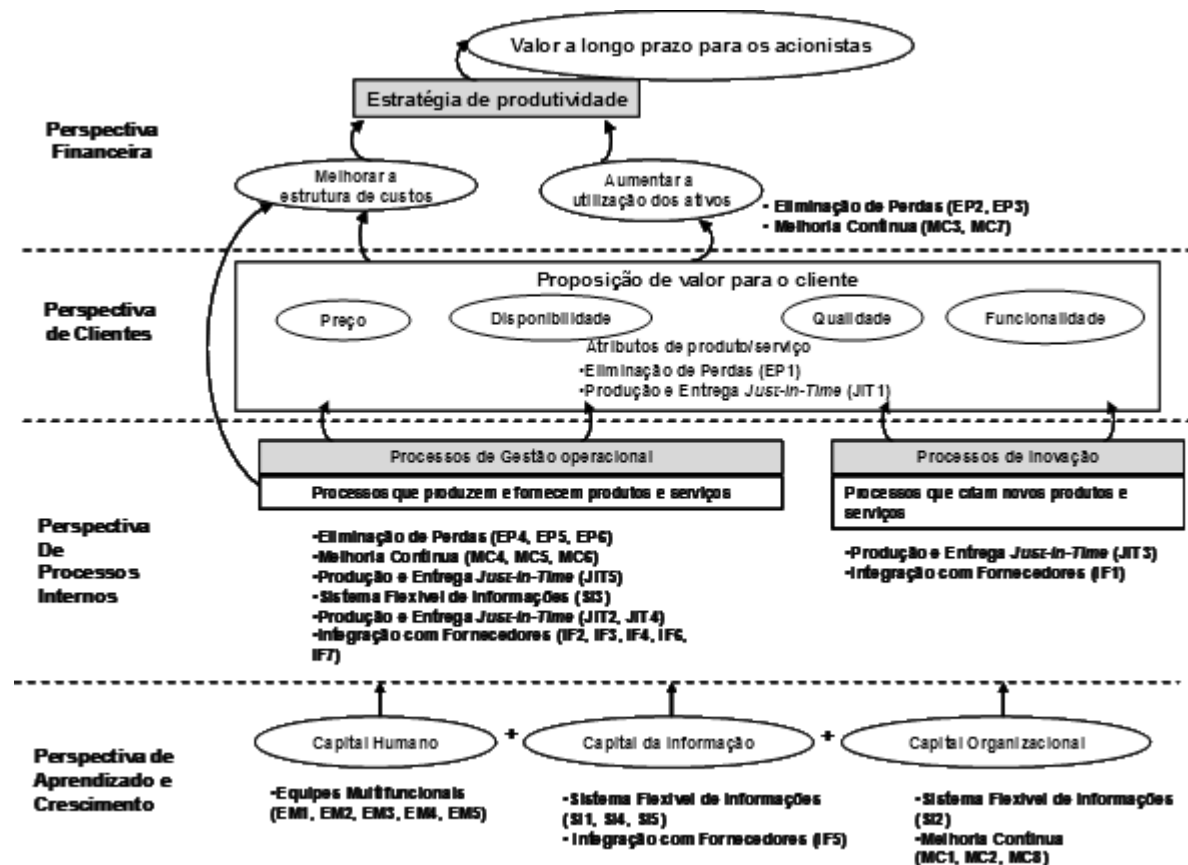 Valor a longo prazo para os acionistas
Estratégia de produtividade
Perspectiva
Financeira
Melhorar a
estrutura de custos
Aumentar a
utilização dos ativos
- Eliminação de Perdas (EP2, EP3)
- Melhoria Contínua (MC3, MC7)
Proposição de valor para o cliente
Perspectiva
de Clientes
Preço
Disponibilidade
Qualidade
Funcionalidade
Atributos de produto/serviço
•Eliminação de Perdas (EP1)
•Produção e Entrega Just-in-Time (JIT1)
Processos de Gestão operacional
Processos que produzem e fornecem produtos e serviços
Processos de Inovação
Processos que citam novos produtos e
serviços
Perspectiva
De
Processos
Internos
•Eliminação de Perdas (EP4, EP5, EP6)
•Melhoria Contínua (MC4, MC5, MC6)
•Produção e Entrega Just-in-Time (JIT5)
•Sistema Flexível de Informações (SI3)
•Produção e Entrega Just-in-Time (JIT2, JIT4)
•Integração com Fornecedores (IF2, IF3, IF4, IF6,
IF7)
•Produção e Entrega Just-in-Time (JIT3)
•Integração com Fornecedores (IF1)
Perspectiva de
Aprendizado e
Crescimento
Capital Humano
+
Capital da Informação
+
Capital Organizacional
•Equipes Multifuncionais
(EM1, EM2, EM3, EM4, EM5)
•Sistema Flexível de Informações
(SI1, SI4, SI5)
• Integração com Fornecedores (IF5)
•Sistema Flexível de Informações
(SI2)
•Melhoria Contínua
(MC1, MC2, MC8)